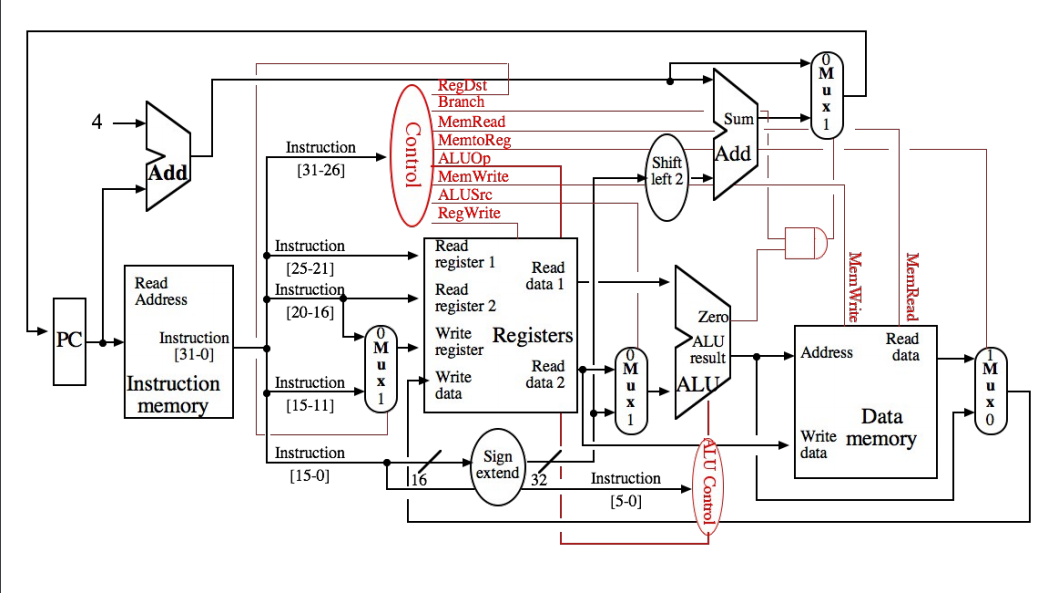 0
M
u
x
1
RegDst
Branch
MemRead
MemtoReg
ALUOp
MemWrite
ALUSrc
RegWrite
Control
4
Add
Sum
Add
Shift
left 2
Instruction
[31-26]
Instruction
[25-21]
Instruction
[20-16]
Instruction
[15-11]
Instruction
[15-0]
PC
Read
Address
Instruction
[31-0]
Instruction
memory
0
M
u
x
1
Read
register 1
Read
register 2
Write
register
Write
data
Registers
Read
data 1
Read
data 2
0
M
u
x
1
Zero
ALU
result
ALU
MemWrite
MemRead
Address
Read
data
Write
data
Data
memory
1
M
u
x
0
Sign
extend
16
32
Instruction
[5-0]
ALU Control